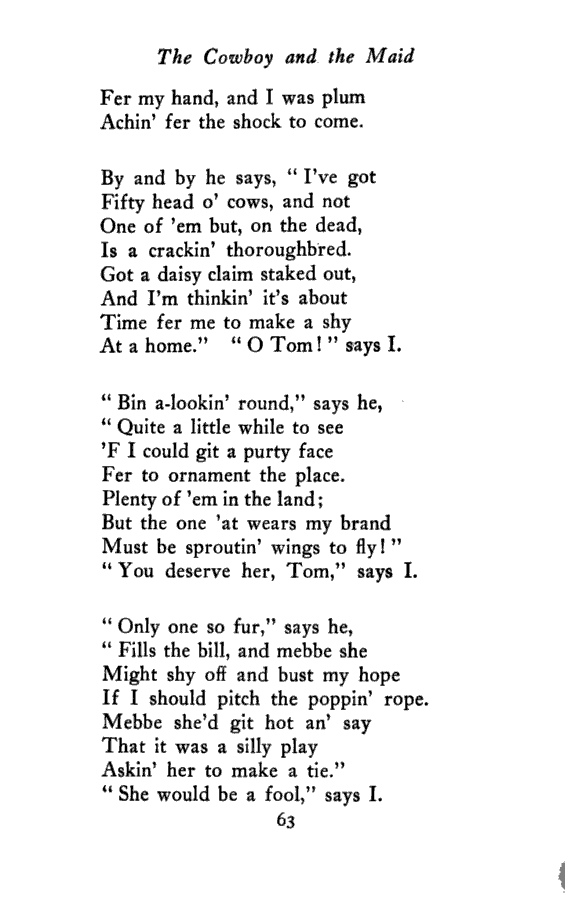 The Cowboy and the Maid
Fer my hand, and I was plum
Achin' fer the shock to come.
By and by he says, “ I've got
Fifty head o' cows, and not
One of 'em but, on the dead,
Is a crackin' thoroughbred.
Got a daisy claim staked out,
And I'm thinkin' it's about
Time fer me to make a shy
At a home.” “ O Tom! ” says I.
“ Bin a-lookin' round,” says he,
“ Quite a little while to see
'F I could git a purty face
Fer to ornament the place.
Plenty of 'em in the land;
But the one 'at wears my brand
Must be sproutin' wings to fly! ”
“ You deserve her, Tom,” says I.
“ Only one so fur,” says he,
“ Fills the bill, and mebbe she
Might shy off and bust my hope
If I should pitch the poppin' rope.
Mebbe she'd git hot an' say
That it was a silly play
Askin' her to make a tie.”
“ She would be a fool,” says I.
63